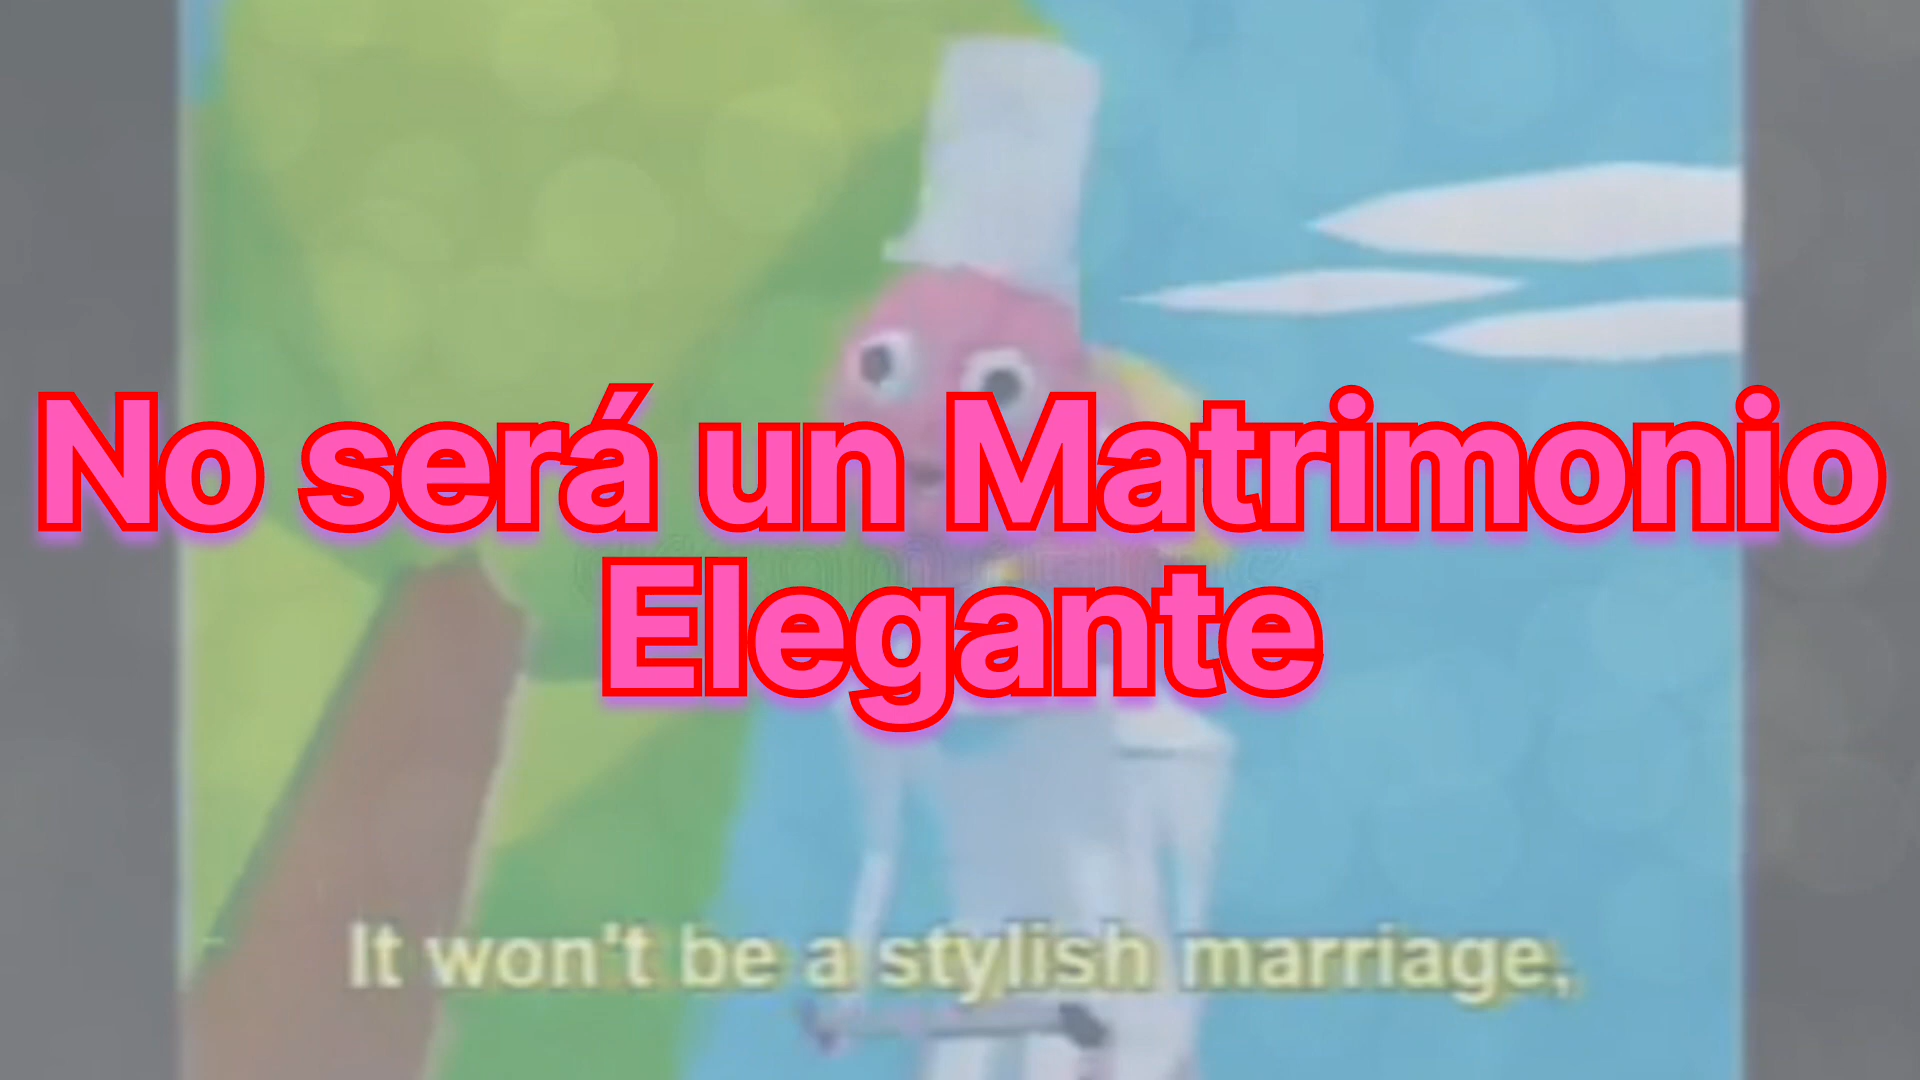 No será un Matrimonio
Elegante
It won't be a stylish marriage,